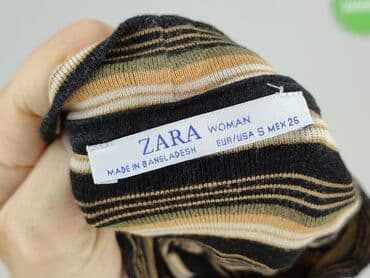 ZARA WOMAN
MADE IN BANGLADESH EUR/USA S MEX 26